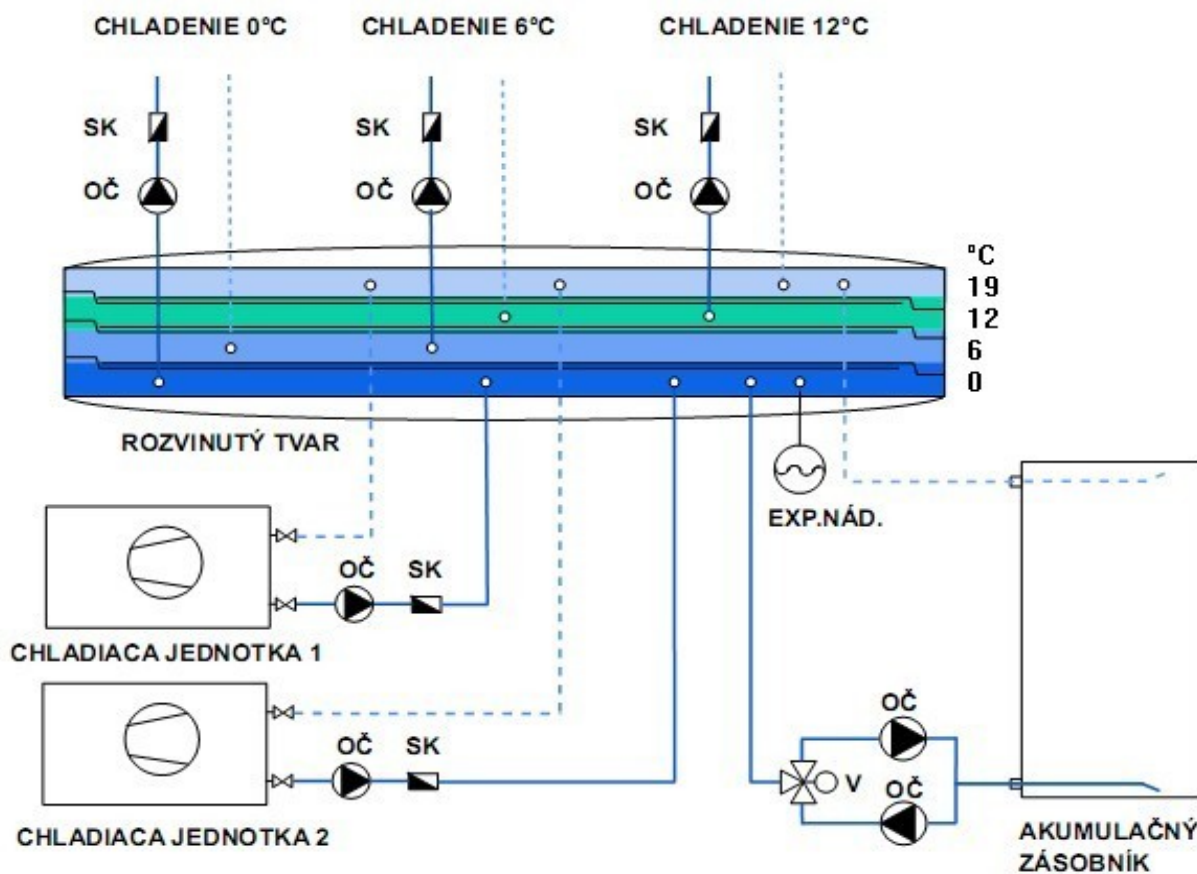 CHLADENIE 0°C
CHLADENIE 6°C
CHLADENIE 12°C
SK
SK
SK
OČ
OČ
OČ
°C
19
12
6
0
ROZVINUTÝ TVAR
EXP.NÁD.
OČ
SK
CHLADIACA JEDNOTKA 1
OČ
SK
CHLADIACA JEDNOTKA 2
OČ
V
OČ
AKUMULAČNÝ
ZÁSOBNÍK